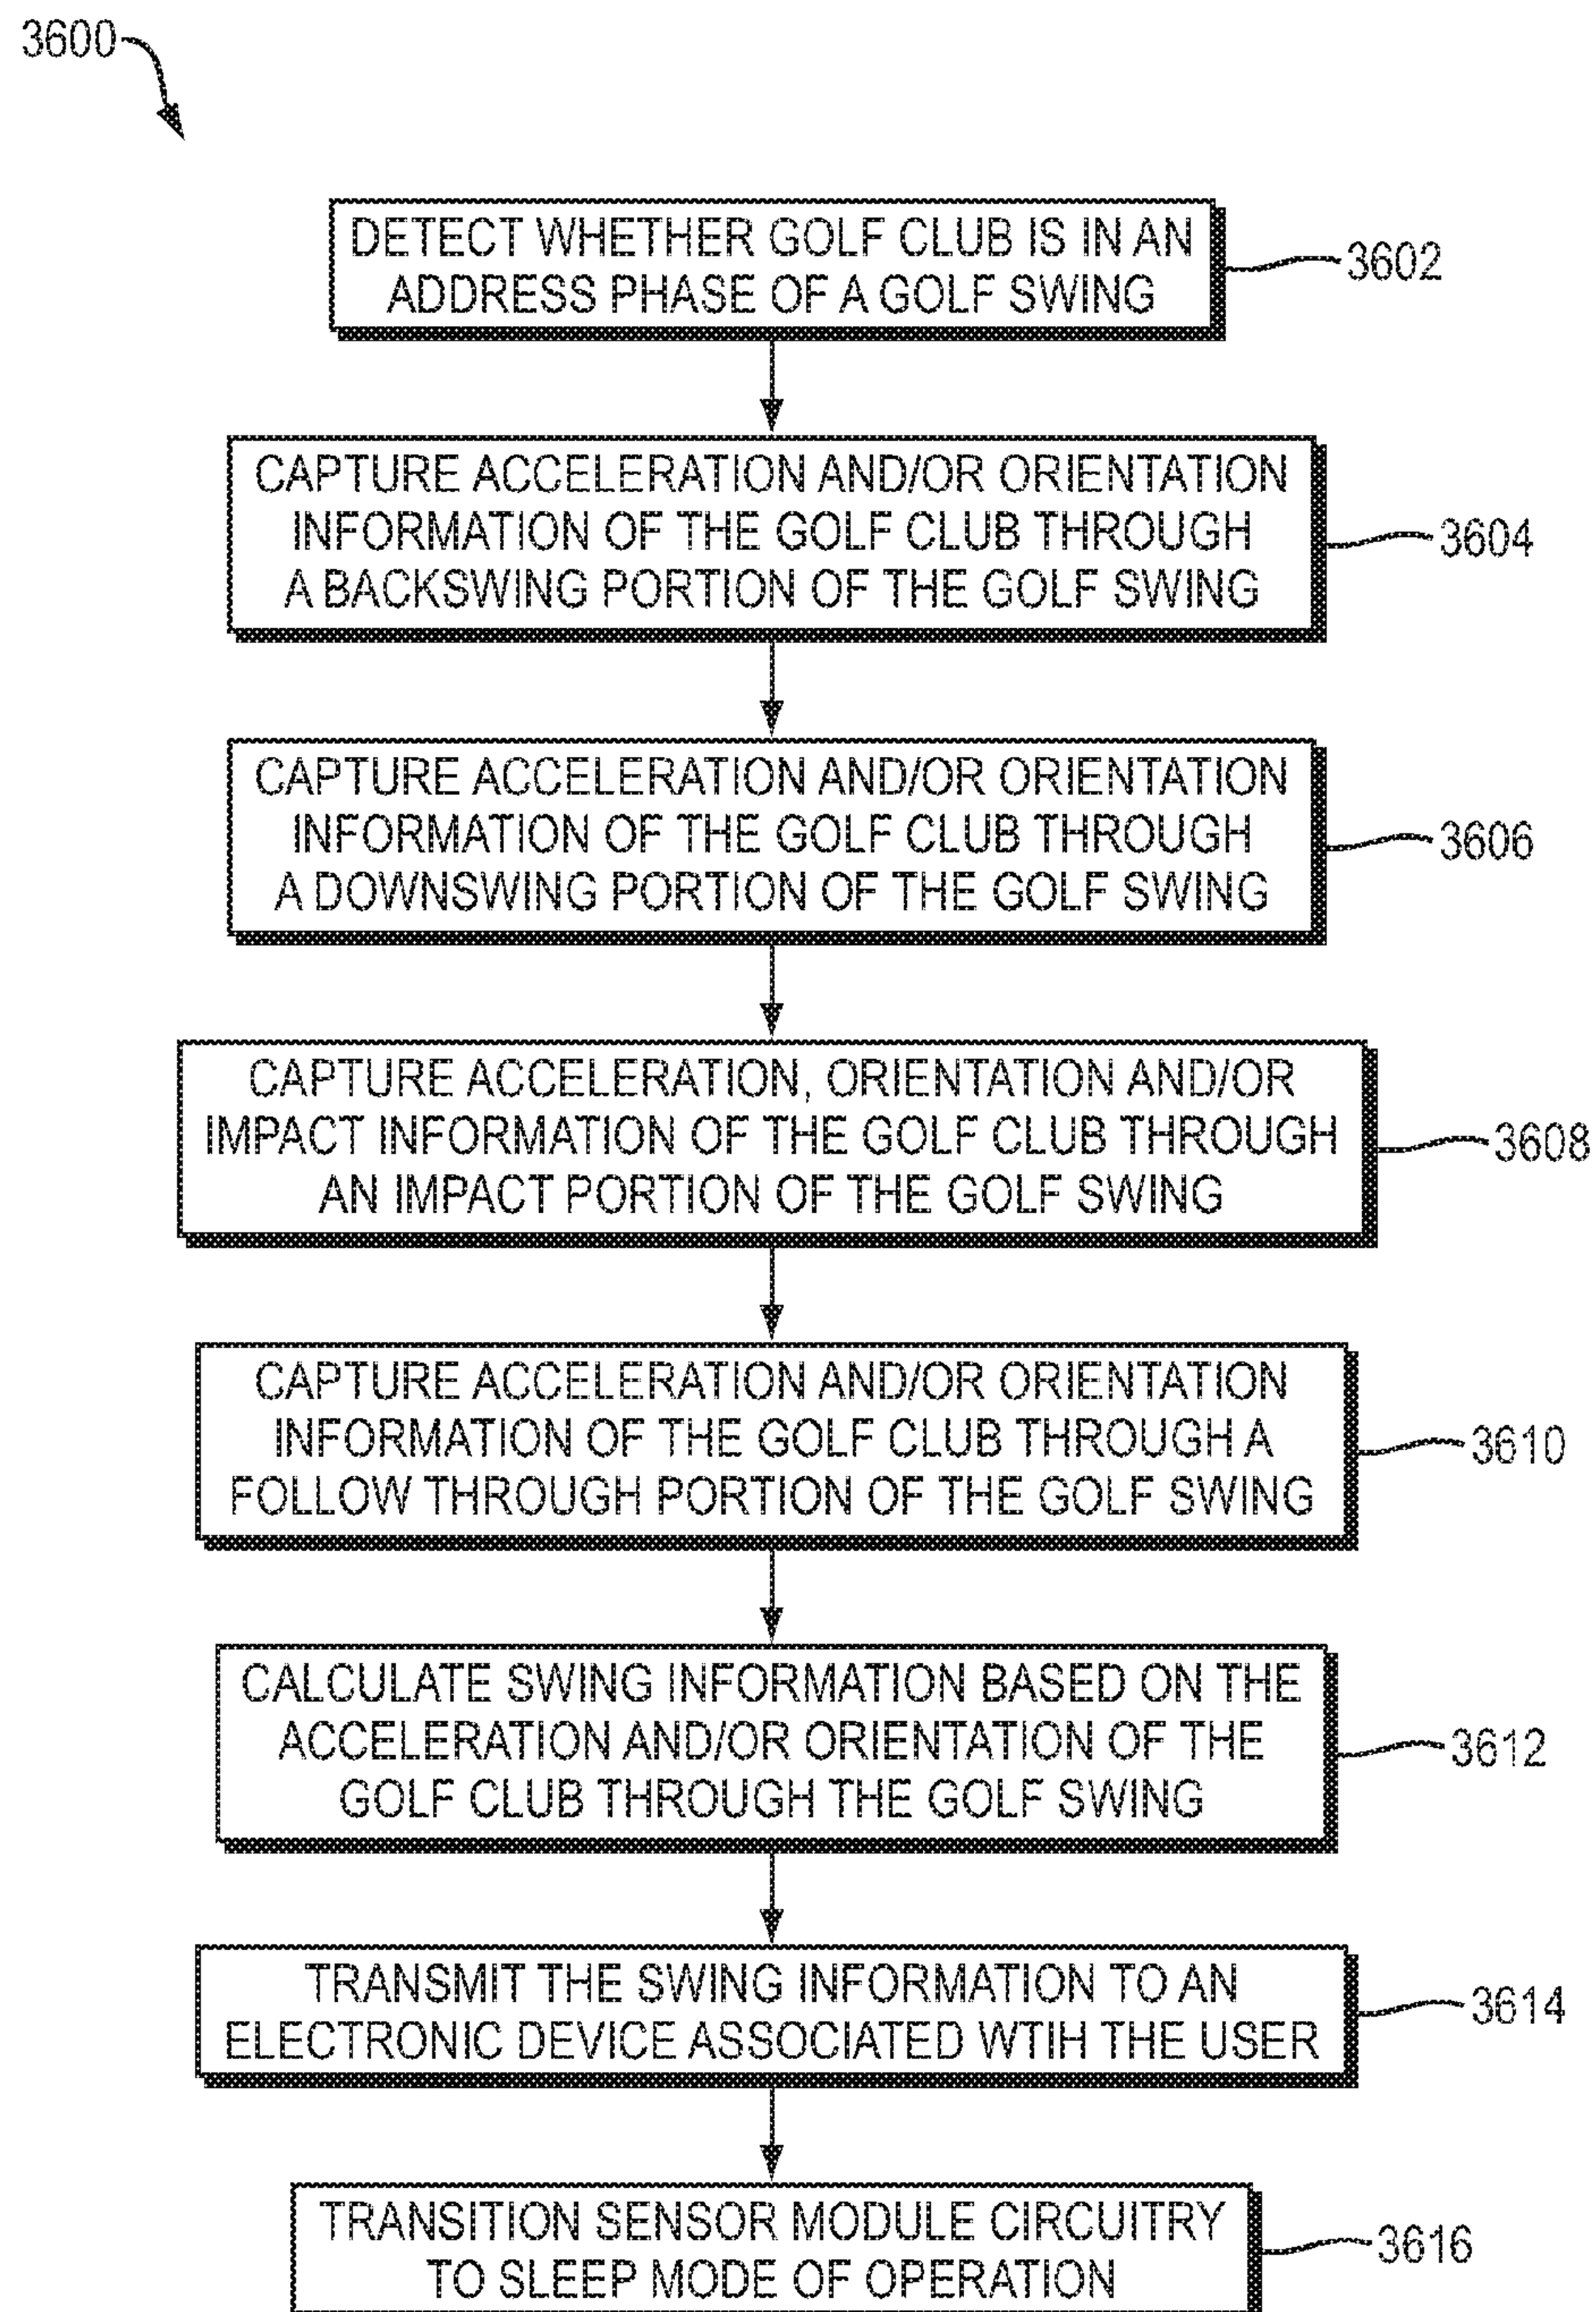 3600
DETECT WHETHER GOLF CLUB IS IN AN
ADDRESS PHASE OF A GOLF SWING
3602
CAPTURE ACCELERATION AND/OR ORIENTATION
INFORMATION OF THE GOLF CLUB THROUGH
A BACKSWING PORTION OF THE GOLF SWING
3604
CAPTURE ACCELERATION AND/OR ORIENTATION
INFORMATION OF THE GOLF CLUB THROUGH
A DOWNSWING PORTION OF THE GOLF SWING
3606
CAPTURE ACCELERATION, ORIENTATION AND/OR
IMPACT INFORMATION OF THE GOLF CLUB THROUGH
AN IMPACT PORTION OF THE GOLF SWING
3608
CAPTURE ACCELERATION AND/OR ORIENTATION
INFORMATION OF THE GOLF CLUB THROUGH A
FOLLOW THROUGH PORTION OF THE GOLF SWING
3610
CALCULATE SWING INFORMATION BASED ON THE
ACCELERATION AND/OR ORIENTATION OF THE
GOLF CLUB THROUGH THE GOLF SWING
3612
TRANSMIT THE SWING INFORMATION TO AN
ELECTRONIC DEVICE ASSOCIATED WTIH THE USER
3614
TRANSITION SENSOR MODULE CIRCUITRY
TO SLEEP MODE OF OPERATION
3616